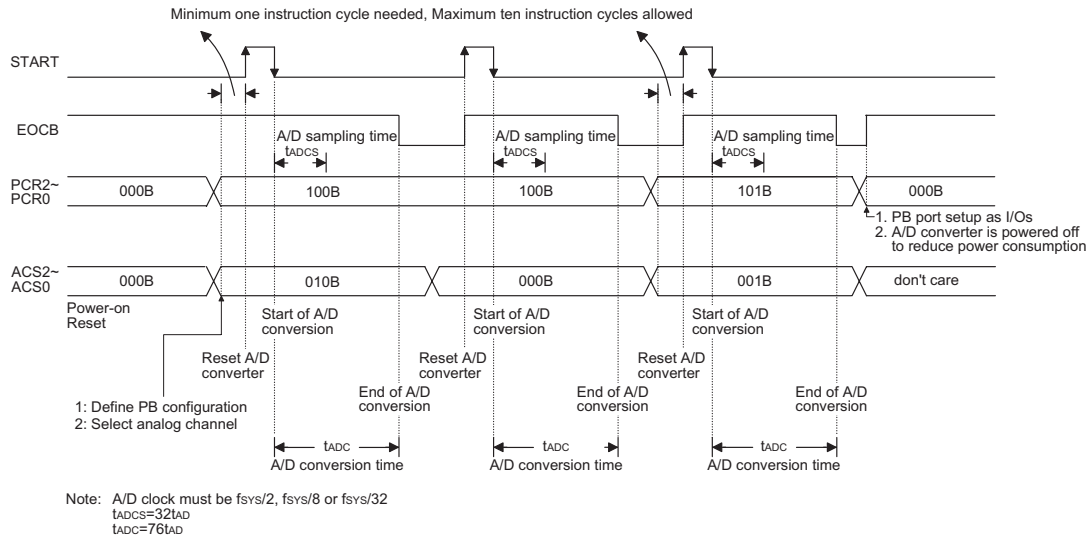 Minimum one instruction cycle needed, Maximum ten instruction cycles allowed
START
EOCB
A/D sampling time
tADCS
A/D sampling time
tADCS
A/D sampling time
tADCS
PCR2~
PCR0
000B
100B
100B
101B
000B
1. PB port setup as I/Os
2. A/D converter is powered off
to reduce power consumption
ACS2~
ACS0
000B
010B
000B
001B
don't care
Power-on
Reset
Start of A/D
conversion
Start of A/D
conversion
Start of A/D
conversion
Reset A/D
converter
Reset A/D
converter
Reset A/D
converter
1: Define PB configuration
2: Select analog channel
End of A/D
conversion
End of A/D
conversion
End of A/D
conversion
tADC
A/D conversion time
tADC
A/D conversion time
tADC
A/D conversion time
Note: A/D clock must be fSYS/2, fSYS/8 or fSYS/32
tADCS=32tAD
tADC=76tAD